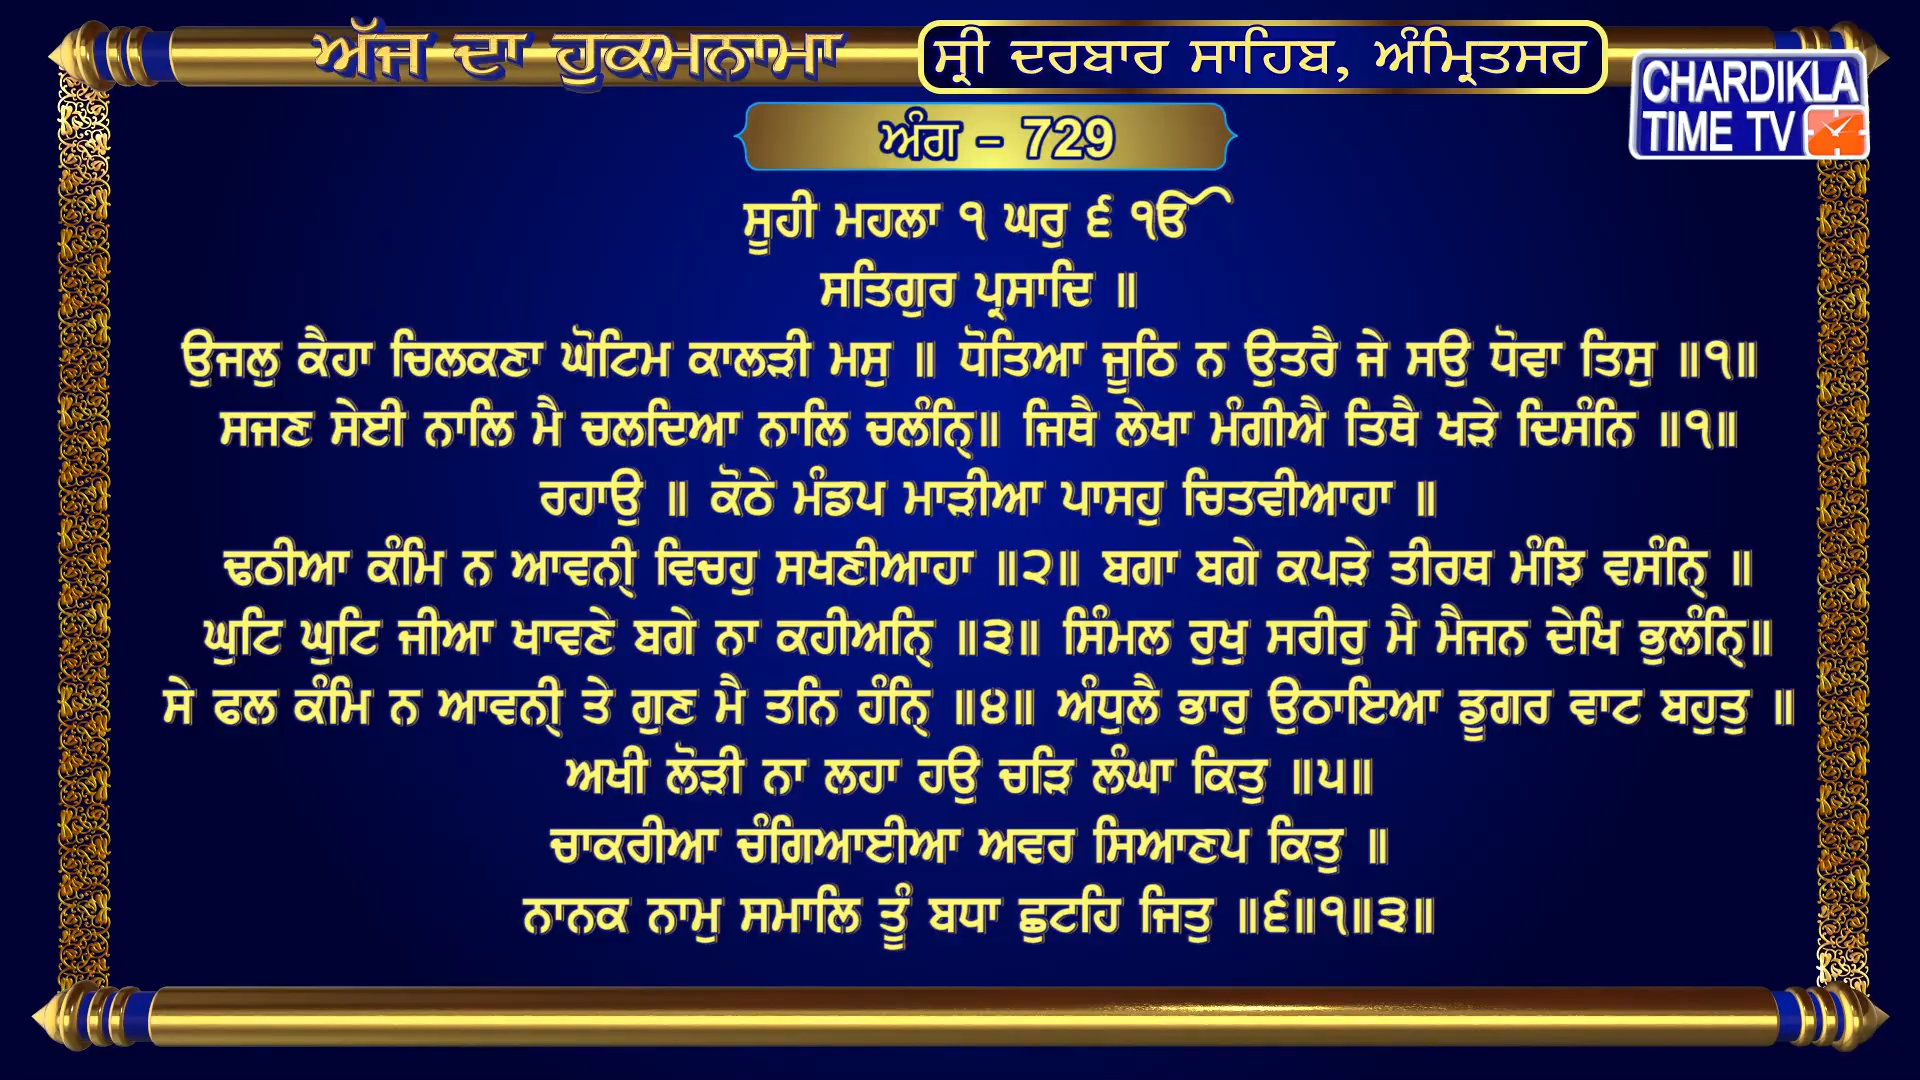 ਅੱਜ ਦਾ ਹੁਕਮਨਾਮਾ ਸ੍ਰੀ ਦਰਬਾਰ ਸਾਹਿਬ, ਅੰਮ੍ਰਿਤਸਰ
CHARDIKLA
TIME TV
ਅੰਗ – 729
ਸੂਹੀ ਮਹਲਾ ੧ ਘਰੁ ੬ ੴ
ਸਤਿਗੁਰ ਪ੍ਰਸਾਦਿ ॥
ਉਜਲੁ ਕੈਹਾ ਚਿਲਕਣਾ ਘੋਟਿਮ ਕਾਲੜੀ ਮਸੁ ॥ ਧੋਤਿਆ ਜੂਠਿ ਨ ਉਤਰੈ ਜੇ ਸਉ ਧੋਵਾ ਤਿਸੁ ॥੧॥
ਸਜਣ ਸੇਈ ਨਾਲਿ ਮੈ ਚਲਦਿਆ ਨਾਲਿ ਚਲੰਨ੍ਹਿ॥ ਜਿਥੈ ਲੇਖਾ ਮੰਗੀਐ ਤਿਥੈ ਖੜੇ ਦਿਸੰਨਿ ॥੧॥
ਰਹਾਉ ॥ ਕੋਠੇ ਮੰਡਪ ਮਾੜੀਆ ਪਾਸਹੁ ਚਿਤਵੀਆਹਾ ॥
ਢਠੀਆ ਕੰਮਿ ਨ ਆਵਨ੍ਹੀ ਵਿਚਹੁ ਸਖਣੀਆਹਾ ॥੨॥ ਬਗਾ ਬਗੇ ਕਪੜੇ ਤੀਰਥ ਮੰਝਿ ਵਸੰਨ੍ਹਿ ॥
ਘੁਟਿ ਘੁਟਿ ਜੀਆ ਖਾਵਣੇ ਬਗੇ ਨਾ ਕਹੀਅਨ੍ਹਿ ॥੩॥ ਸਿੰਮਲ ਰੁਖੁ ਸਰੀਰੁ ਮੈ ਮੈਜਨ ਦੇਖਿ ਭੁਲੰਨ੍ਹਿ॥
ਸੇ ਫਲ ਕੰਮਿ ਨ ਆਵਨ੍ਹੀ ਤੇ ਗੁਣ ਮੈ ਤਨਿ ਹੰਨ੍ਹਿ ॥੪॥ ਅੰਧੁਲੈ ਭਾਰੁ ਉਠਾਇਆ ਡੂਗਰ ਵਾਟ ਬਹੁਤੁ ॥
ਅਖੀ ਲੋੜੀ ਨਾ ਲਹਾ ਹਉ ਚੜਿ ਲੰਘਾ ਕਿਤੁ ॥੫॥
ਚਾਕਰੀਆ ਚੰਗਿਆਈਆ ਅਵਰ ਸਿਆਣਪ ਕਿਤੁ ॥
ਨਾਨਕ ਨਾਮੁ ਸਮਾਲਿ ਤੂੰ ਬਧਾ ਛੁਟਹਿ ਜਿਤੁ ॥੬॥੧॥੩॥